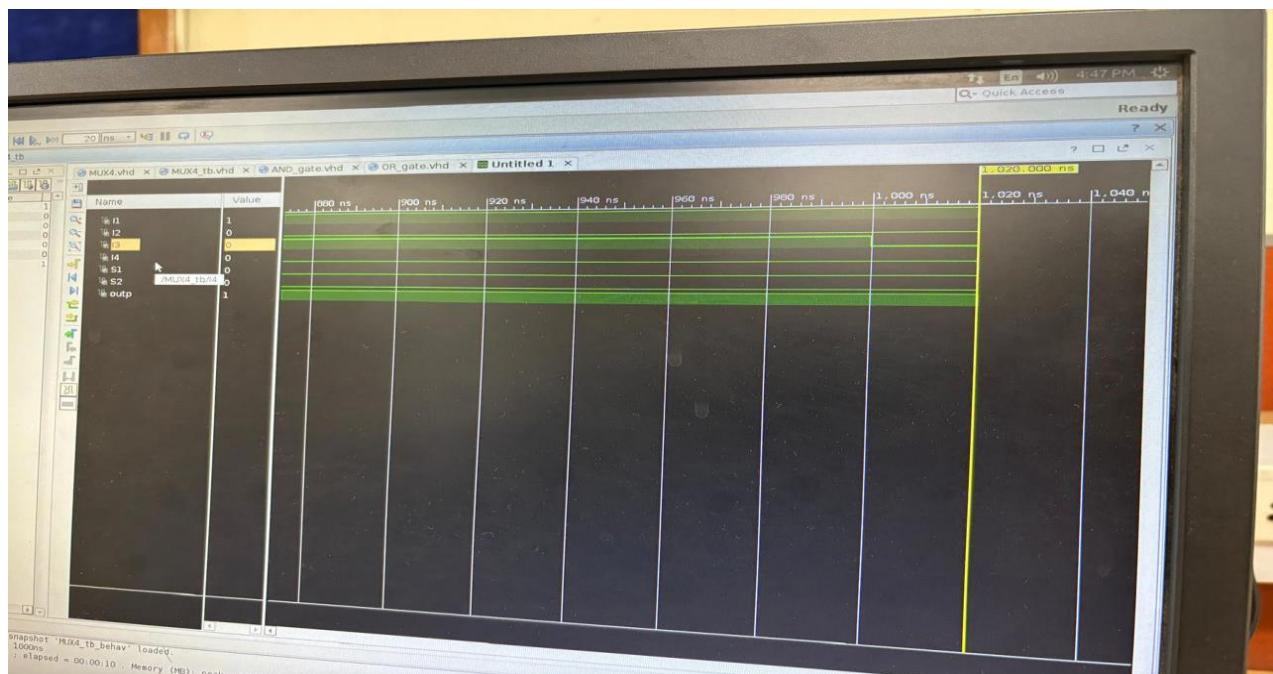 En 4:47 PM
Quick Access
Ready
20 ns
MUX4.vhd × MUX4_tb.vhd × AND_gate.vhd × OR_gate.vhd × Untitled 1 ×
1,020.000 ns
Name Value
880 ns 900 ns 920 ns 940 ns 960 ns 980 ns 1,000 ns 1,020 ns 1,040 n
I1 1
I2 0
I3 0
I4 0
S1 0
S2 0
/MUX4_tb/I4
outp 1
snapshot 'MUX4_tb_behav' loaded.
1000ns
; elapsed = 00:00:10 . Memory (MB):